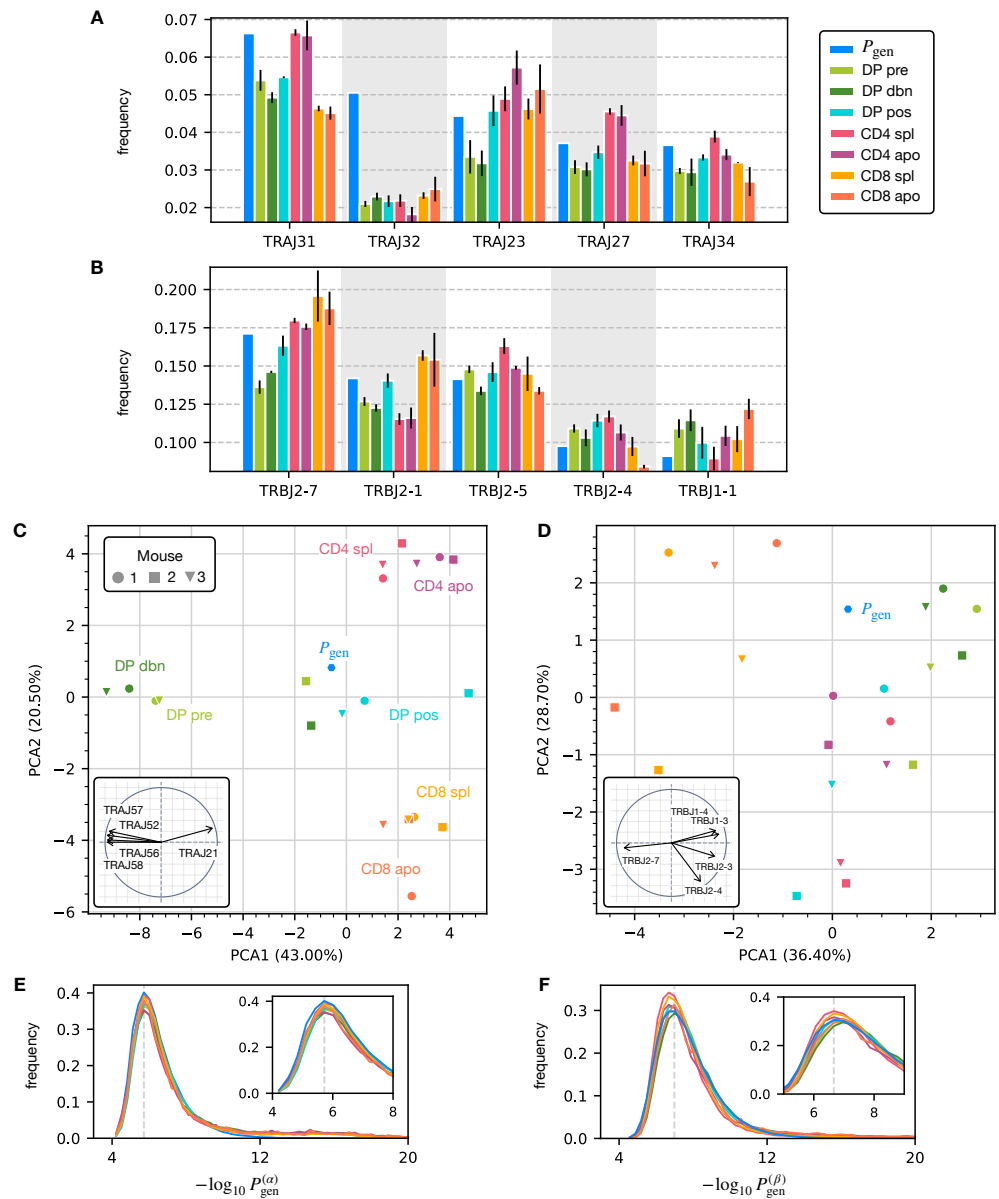 A
0.07
0.06
0.05
0.04
0.03
0.02
frequency
TRAJ31 TRAJ32 TRAJ23 TRAJ27 TRAJ34
P_gen
DP pre
DP dbn
DP pos
CD4 spl
CD4 apo
CD8 spl
CD8 apo
B
0.200
0.175
0.150
0.125
0.100
frequency
TRBJ2-7 TRBJ2-1 TRBJ2-5 TRBJ2-4 TRBJ1-1
C
Mouse
1 2 3
CD4 spl
CD4 apo
P_gen
DP dbn
DP pre
DP pos
CD8 spl
CD8 apo
4
2
0
−2
−4
−6
PCA2 (20.50%)
TRAJ57
TRAJ52
TRAJ56
TRAJ21
TRAJ58
−8 −6 −4 −2 0 2 4
PCA1 (43.00%)
D
P_gen
2
1
0
−1
−2
−3
PCA2 (28.70%)
TRBJ1-4
TRBJ1-3
TRBJ2-7
TRBJ2-3
TRBJ2-4
−4 −2 0 2
PCA1 (36.40%)
E
0.4
0.3
0.2
0.1
0.0
frequency
0.4
0.2
0.0
4 6 8
4 12 20
−log₁₀ P_gen^(α)
F
0.3
0.2
0.1
0.0
frequency
0.4
0.2
0.0
6 8
4 12 20
−log₁₀ P_gen^(β)